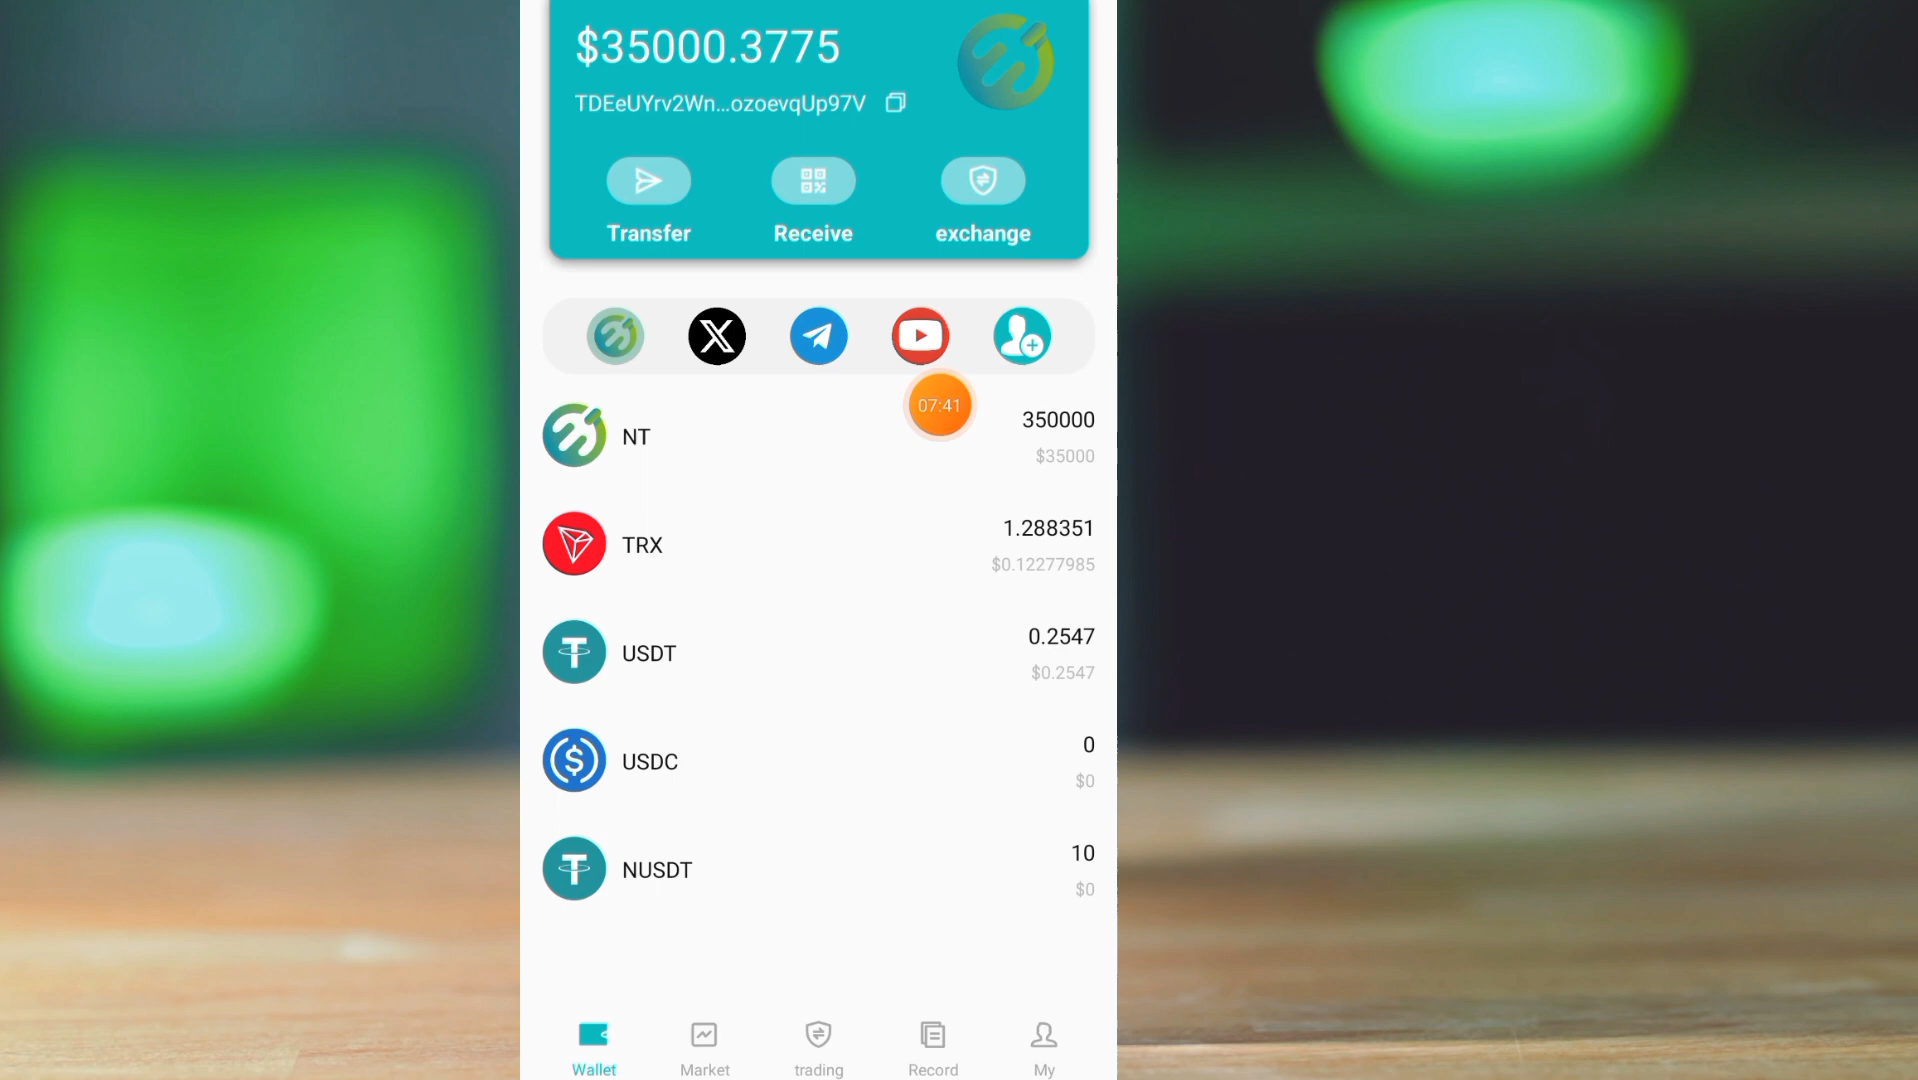 $35000.3775
TDEeUYrv2Wn...ozoevqUp97V
Transfer Receive exchange
07:41
NT 350000
$35000
TRX 1.288351
$0.12277985
USDT 0.2547
$0.2547
USDC 0
$0
NUSDT 10
$0
Wallet Market trading Record My